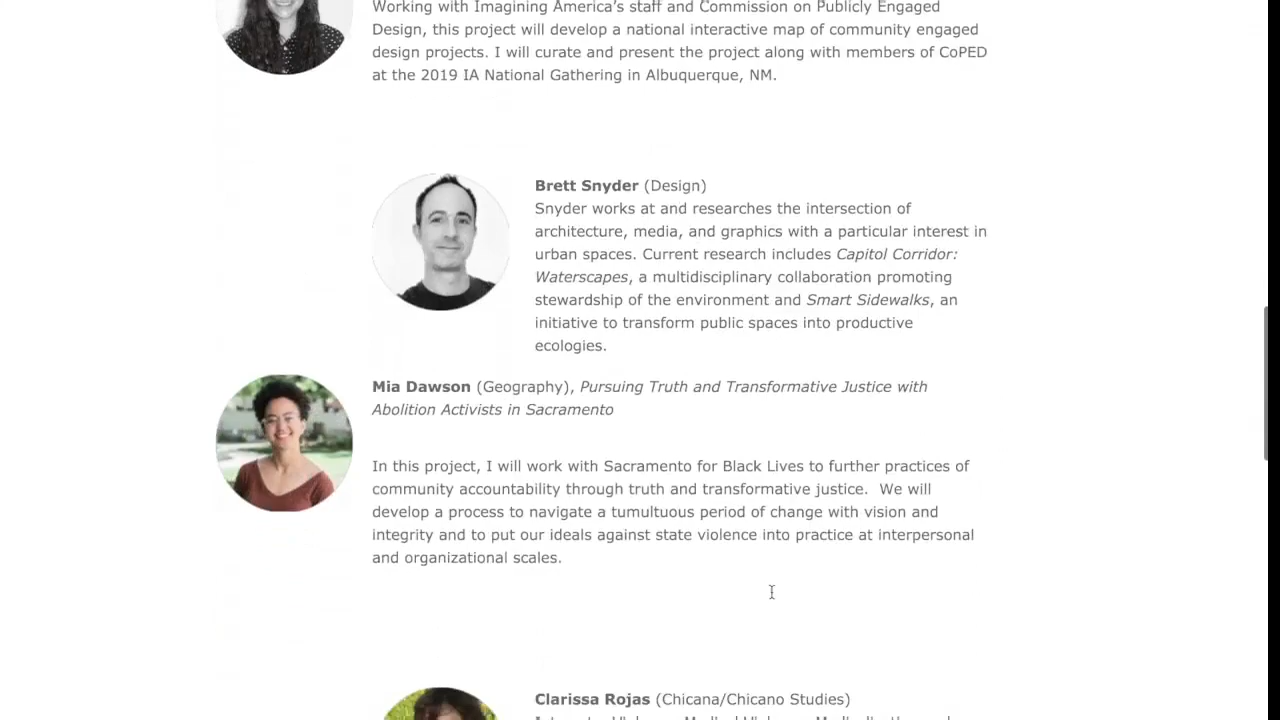 Working with Imagining America’s staff and Commission on Publicly Engaged
Design, this project will develop a national interactive map of community engaged
design projects. I will curate and present the project along with members of CoPED
at the 2019 IA National Gathering in Albuquerque, NM.
Brett Snyder (Design)
Snyder works at and researches the intersection of
architecture, media, and graphics with a particular interest in
urban spaces. Current research includes Capitol Corridor:
Waterscapes, a multidisciplinary collaboration promoting
stewardship of the environment and Smart Sidewalks, an
initiative to transform public spaces into productive
ecologies.
Mia Dawson (Geography), Pursuing Truth and Transformative Justice with
Abolition Activists in Sacramento
In this project, I will work with Sacramento for Black Lives to further practices of
community accountability through truth and transformative justice.  We will
develop a process to navigate a tumultuous period of change with vision and
integrity and to put our ideals against state violence into practice at interpersonal
and organizational scales.
Clarissa Rojas (Chicana/Chicano Studies)